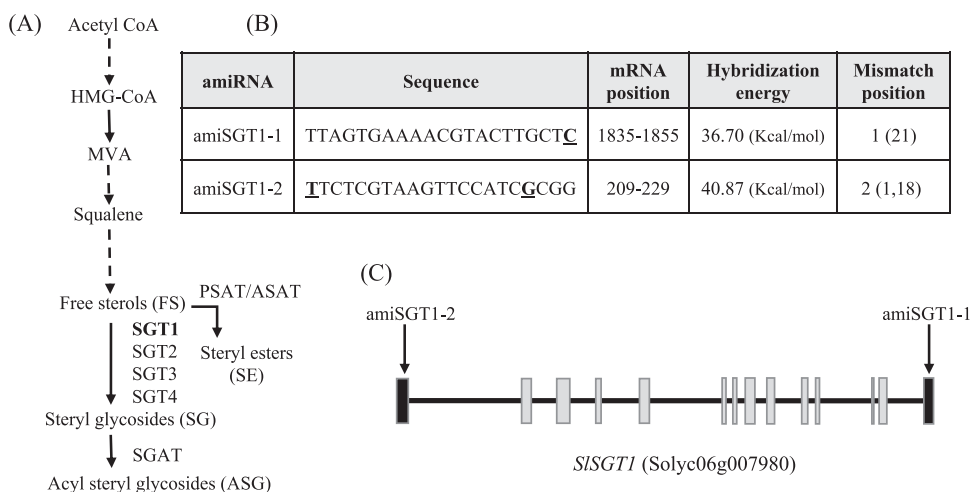 (A)
Acetyl CoA
HMG-CoA
MVA
Squalene
Free sterols (FS)
PSAT/ASAT
SGT1
SGT2
SGT3
SGT4
Steryl esters
(SE)
Steryl glycosides (SG)
SGAT
Acyl steryl glycosides (ASG)
(B)
amiRNA Sequence mRNA position Hybridization energy Mismatch position
amiSGT1-1 TTAGTGAAAACGTACTTGCTC 1835-1855 36.70 (Kcal/mol) 1 (21)
amiSGT1-2 TTCTCGTAAGTTCCATCGCGG 209-229 40.87 (Kcal/mol) 2 (1,18)
(C)
amiSGT1-2 amiSGT1-1
SlSGT1 (Solyc06g007980)